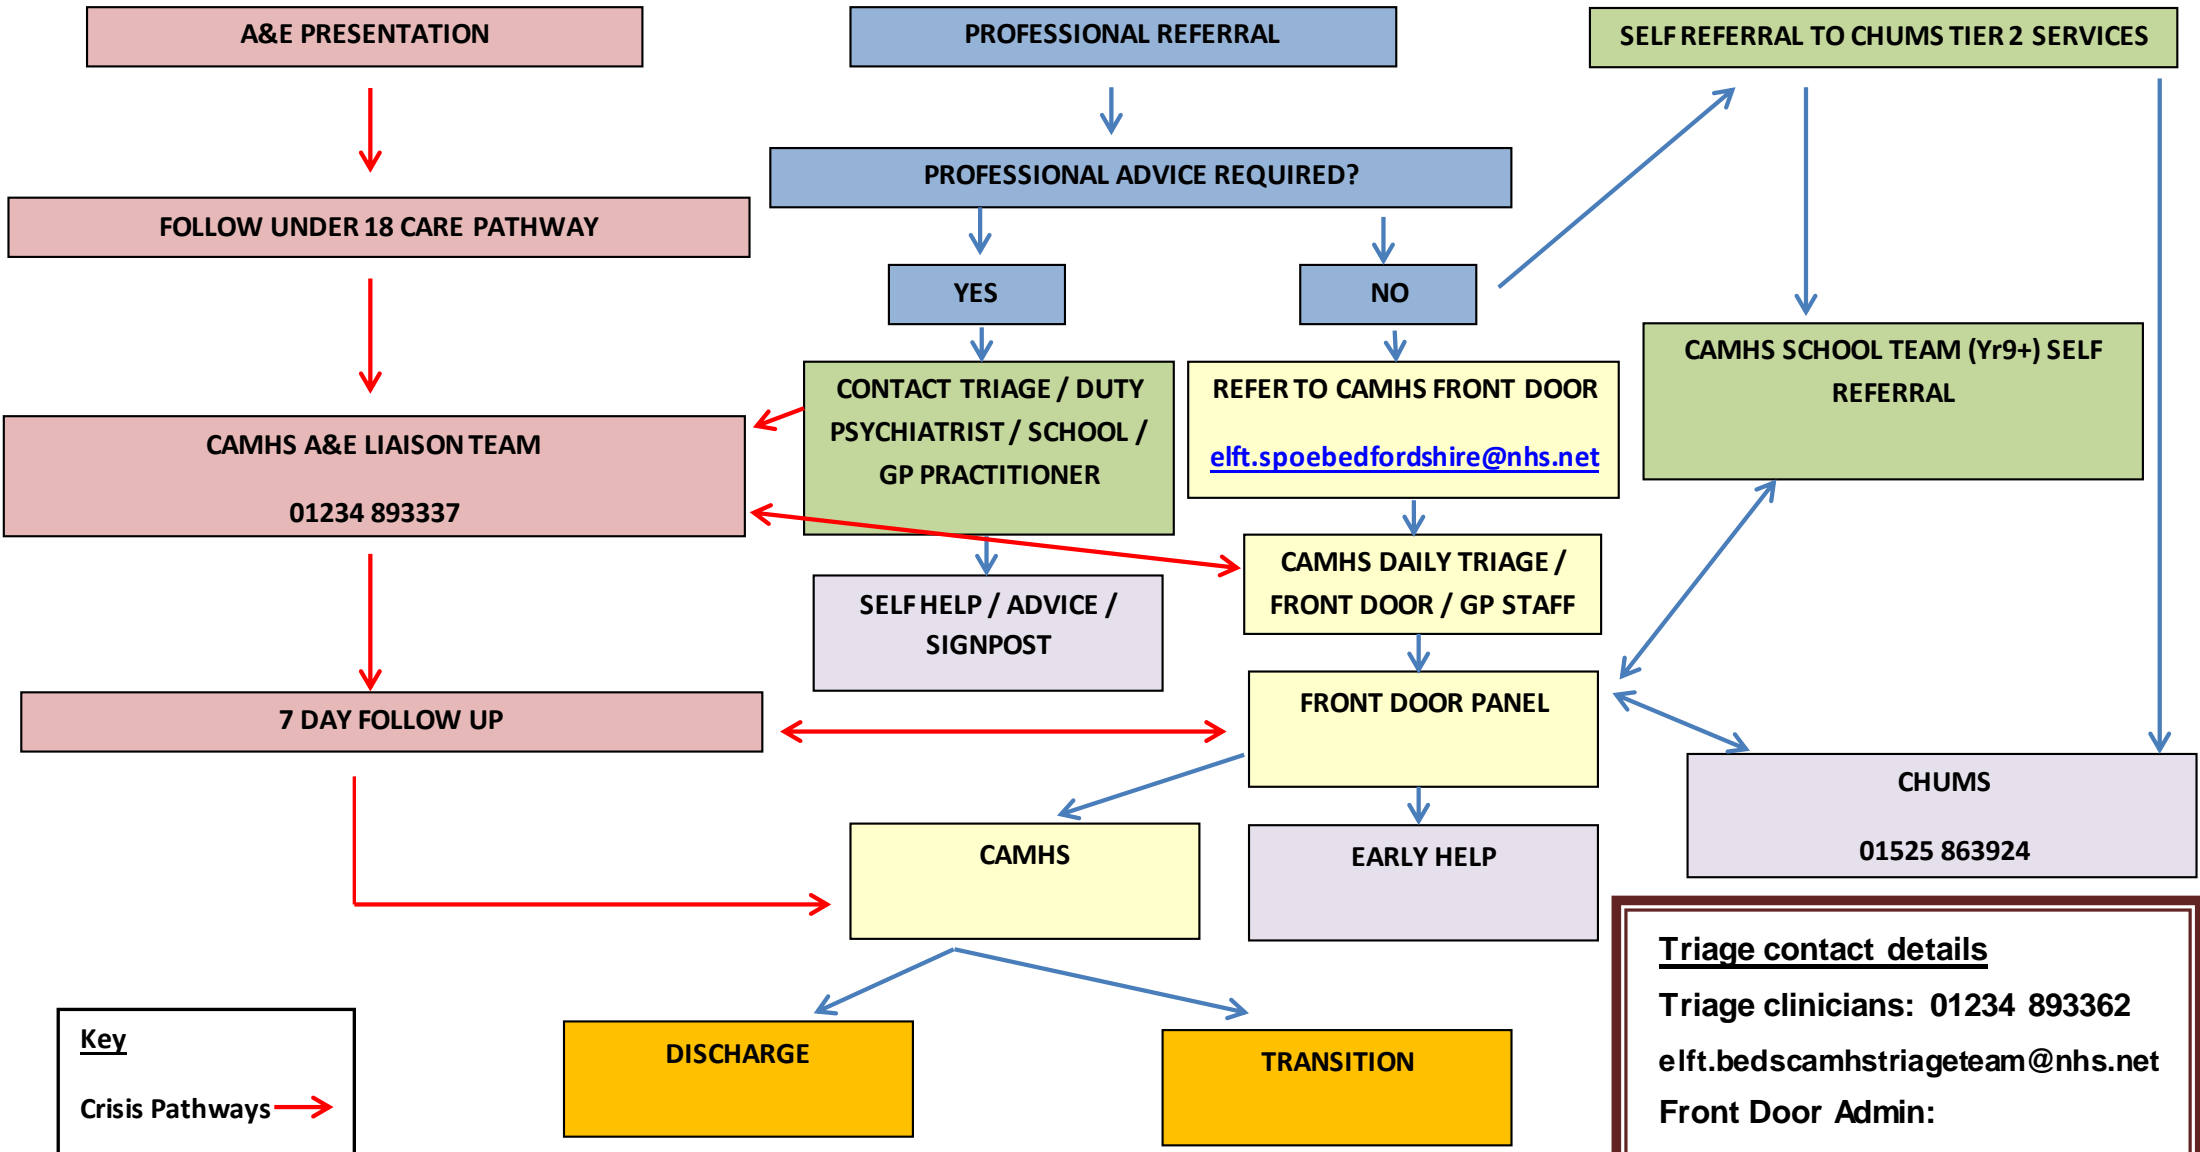 A&E PRESENTATION
PROFESSIONAL REFERRAL
SELF REFERRAL TO CHUMS TIER 2 SERVICES
PROFESSIONAL ADVICE REQUIRED?
FOLLOW UNDER 18 CARE PATHWAY
YES
NO
CONTACT TRIAGE / DUTY
PSYCHIATRIST / SCHOOL /
GP PRACTITIONER
REFER TO CAMHS FRONT DOOR
elft.spoebedfordshire@nhs.net
CAMHS SCHOOL TEAM (Yr9+) SELF
REFERRAL
CAMHS A&E LIAISON TEAM
01234 893337
CAMHS DAILY TRIAGE /
FRONT DOOR / GP STAFF
SELF HELP / ADVICE /
SIGNPOST
7 DAY FOLLOW UP
FRONT DOOR PANEL
CHUMS
01525 863924
CAMHS
EARLY HELP
DISCHARGE
TRANSITION
Key
Crisis Pathways
Triage contact details
Triage clinicians: 01234 893362
elft.bedscamhstriageteam@nhs.net
Front Door Admin: